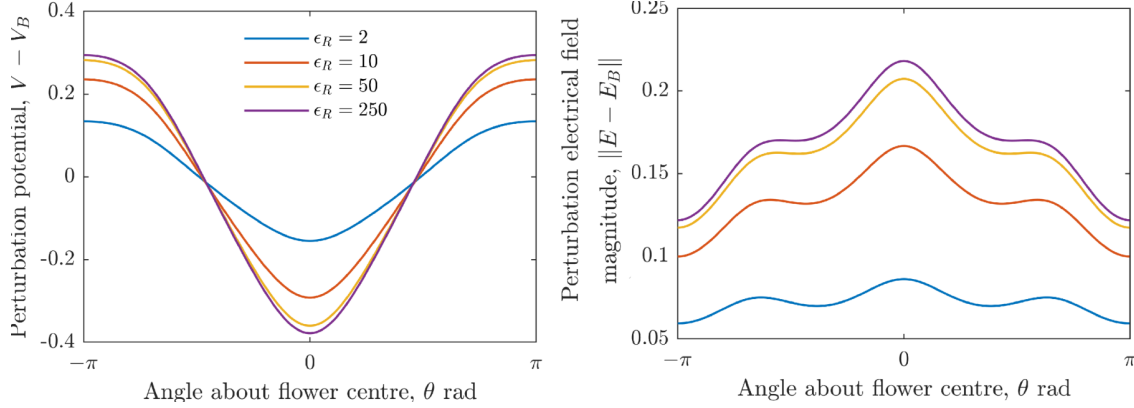 Perturbation potential, V − V_B
0.4
0.2
0
-0.2
-0.4
ϵ_R = 2
ϵ_R = 10
ϵ_R = 50
ϵ_R = 250
−π
0
π
Angle about flower centre, θ rad
Perturbation electrical field
magnitude, ||E − E_B||
0.25
0.2
0.15
0.1
0.05
−π
0
π
Angle about flower centre, θ rad